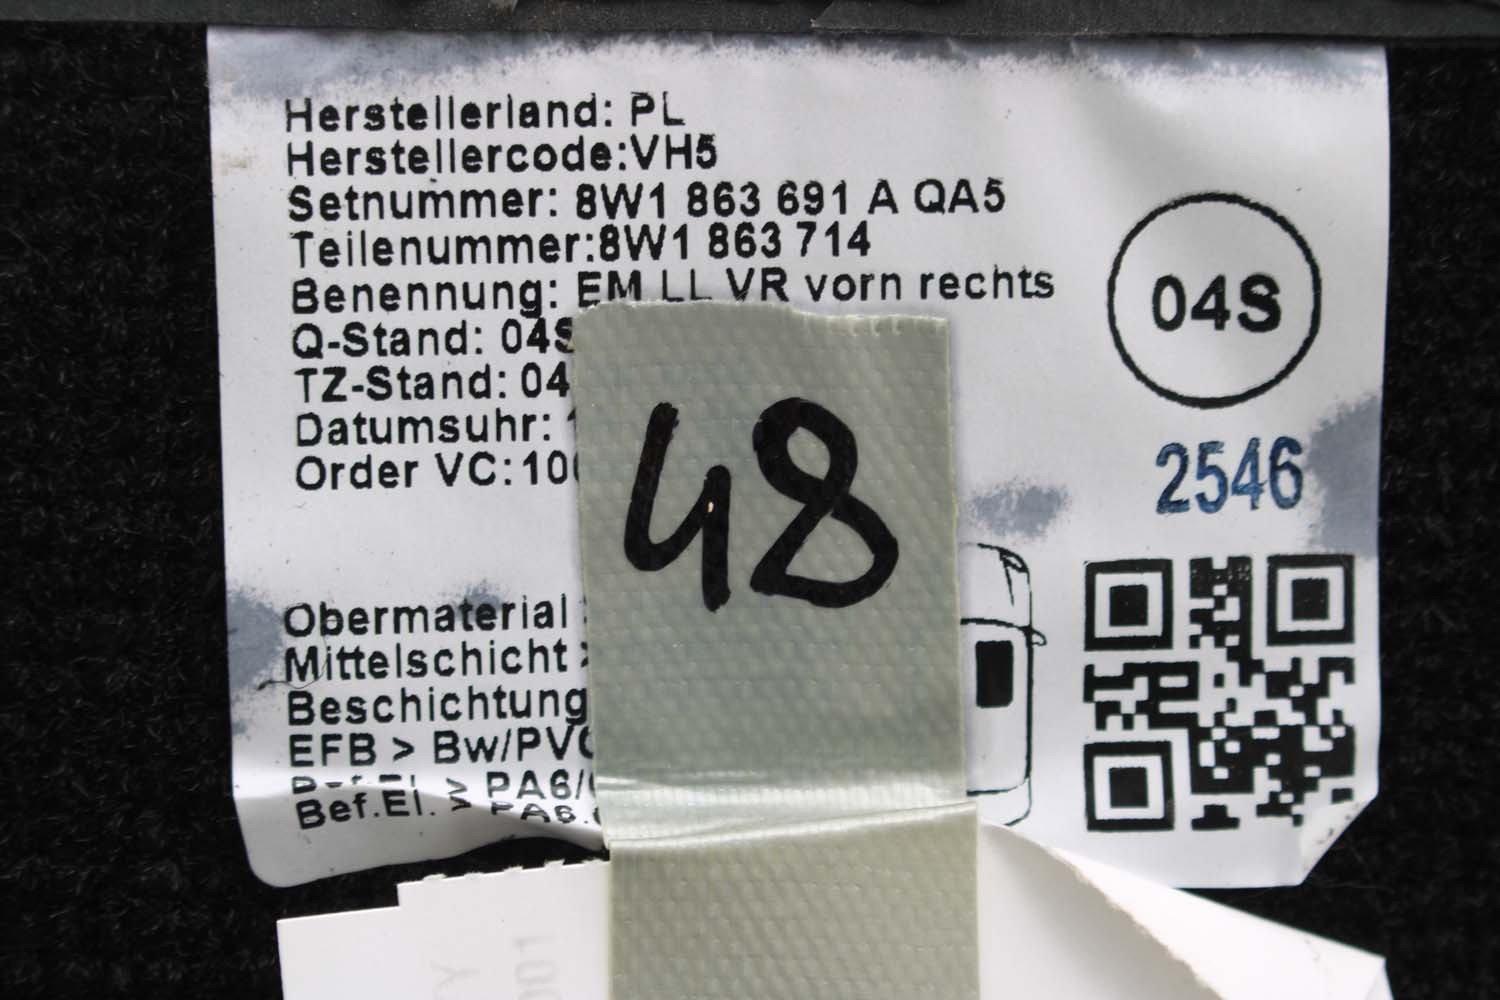 Herstellerland: PL
Herstellercode:VH5
Setnummer: 8W1 863 691 A QA5
Teilenummer:8W1 863 714
Benennung: EM LL VR vorn rechts
Q-Stand: 04S
TZ-Stand: 04
Datumsuhr:
Order VC:
04S
2546
48
Obermaterial
Mittelschicht
Beschichtung
EFB > Bw/PVC
> PA6/
Bef.El. > PA6.